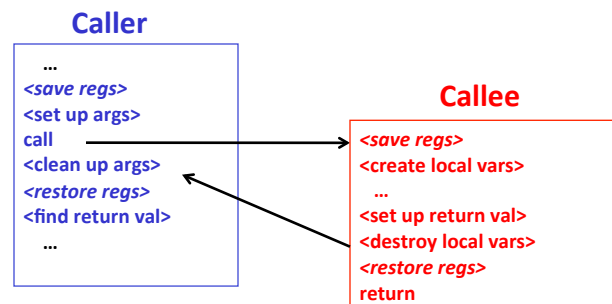 Caller
...
<save regs>
<set up args>
call
<clean up args>
<restore regs>
<find return val>
...
Callee
<save regs>
<create local vars>
...
<set up return val>
<destroy local vars>
<restore regs>
return